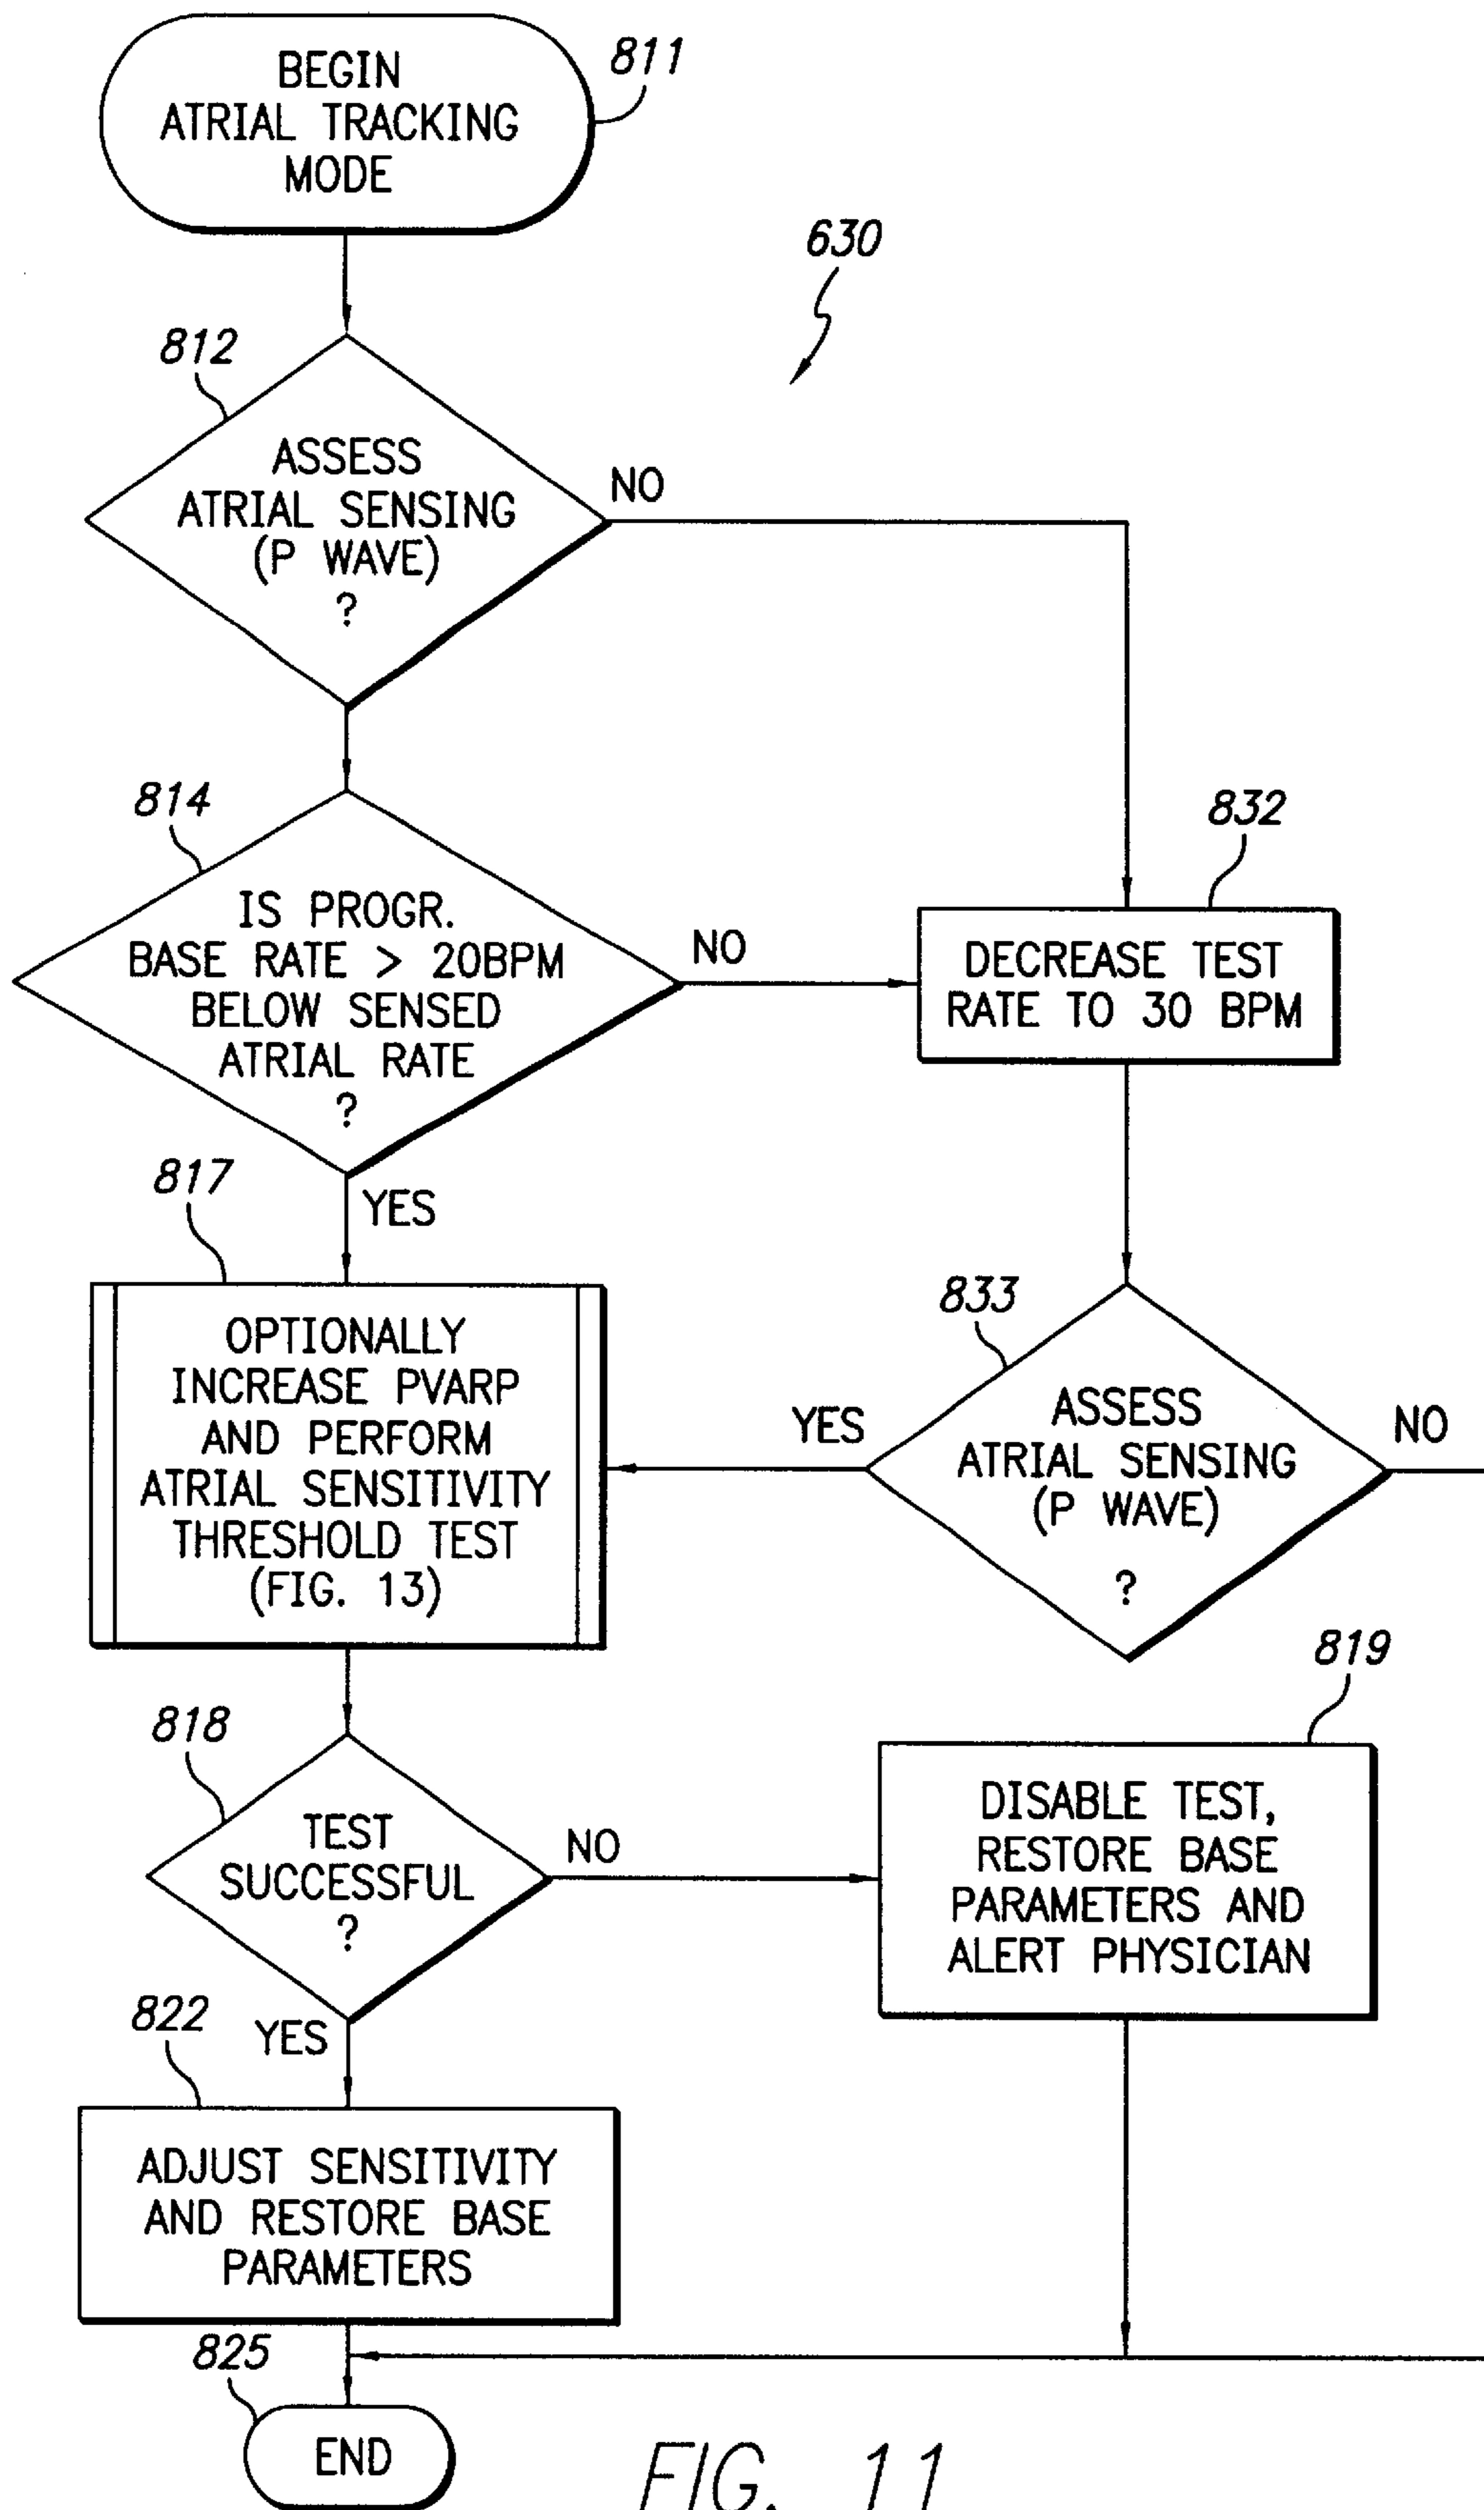 BEGIN
ATRIAL TRACKING
MODE
811
630
812
ASSESS
ATRIAL SENSING
(P WAVE)
?
NO
814
IS PROGR.
BASE RATE > 20BPM
BELOW SENSED
ATRIAL RATE
?
NO
YES
832
DECREASE TEST
RATE TO 30 BPM
817
OPTIONALLY
INCREASE PVARP
AND PERFORM
ATRIAL SENSITIVITY
THRESHOLD TEST
(FIG. 13)
833
ASSESS
ATRIAL SENSING
(P WAVE)
?
YES
NO
818
TEST
SUCCESSFUL
?
NO
YES
819
DISABLE TEST,
RESTORE BASE
PARAMETERS AND
ALERT PHYSICIAN
822
ADJUST SENSITIVITY
AND RESTORE BASE
PARAMETERS
825
END
FIG. 11